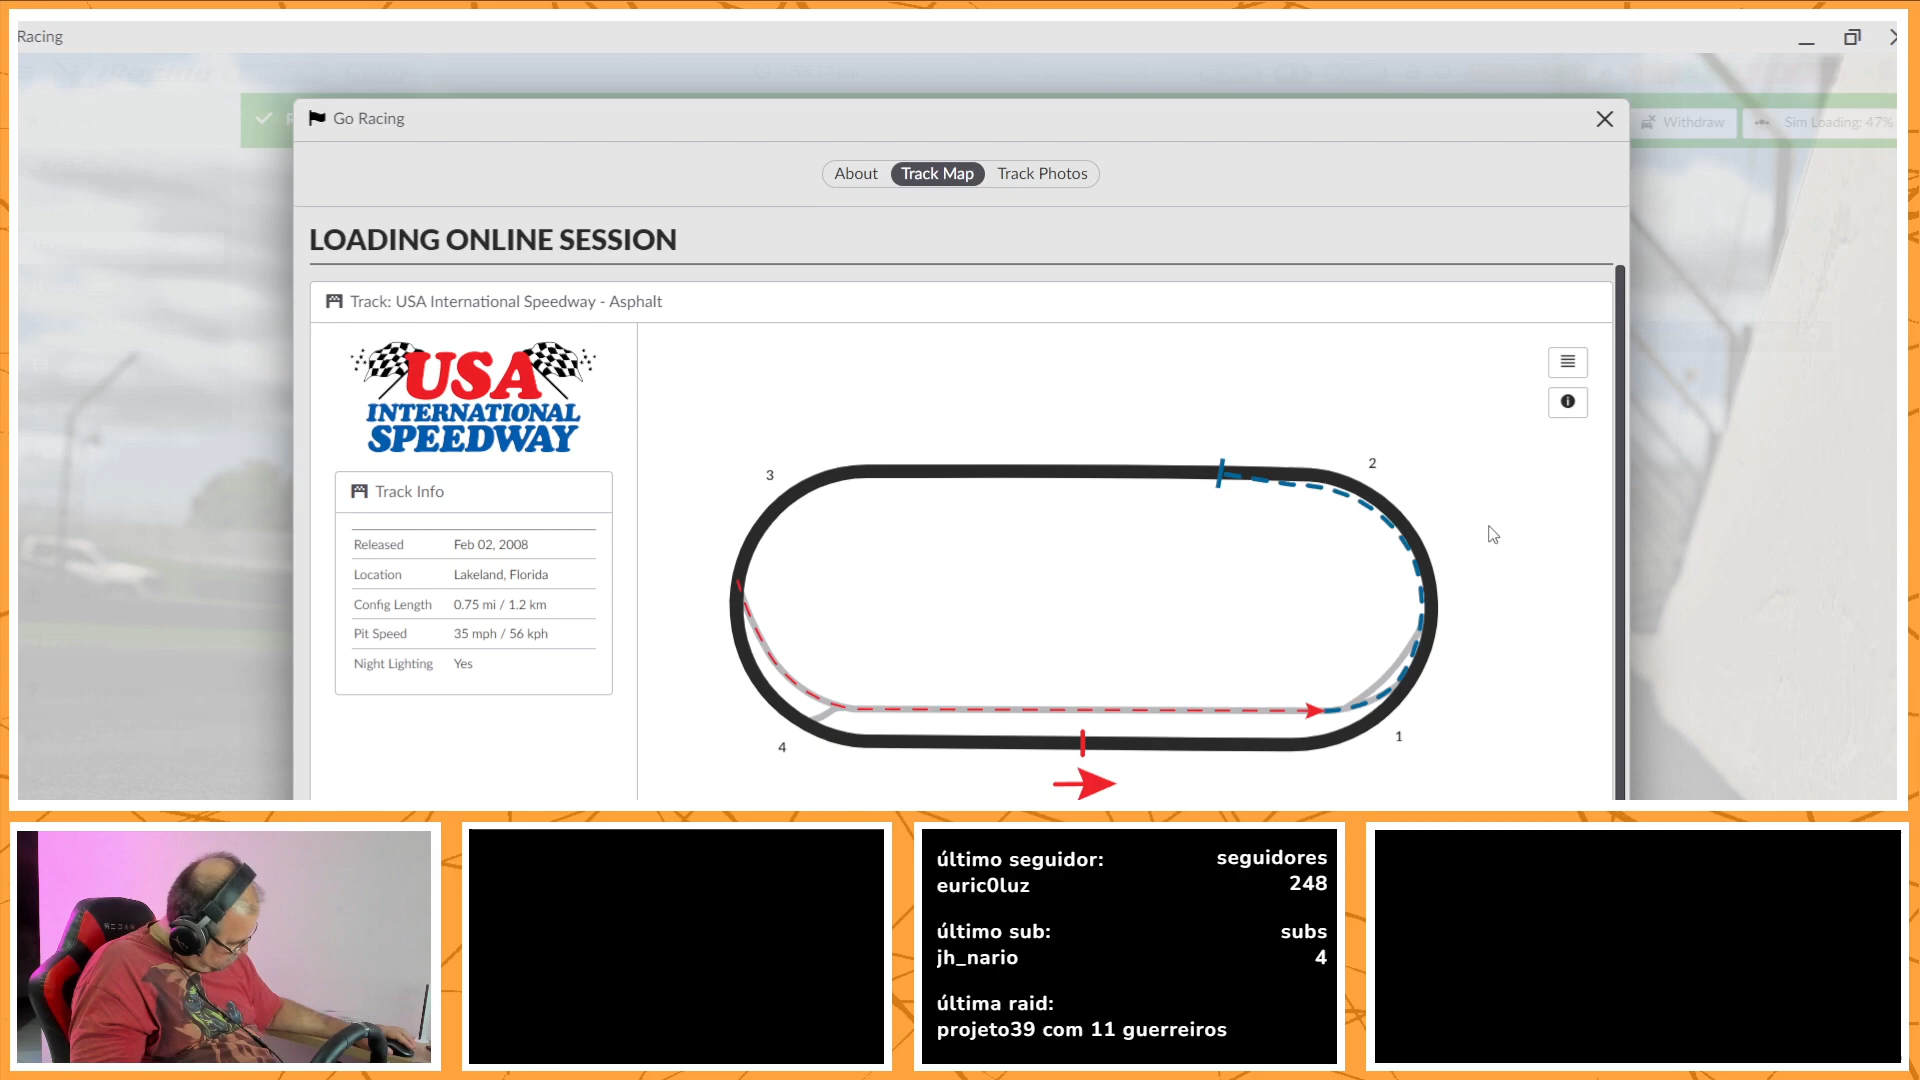 Racing
Go Racing
Withdraw
Sim Loading: 47%
About
Track Map
Track Photos
LOADING ONLINE SESSION
Track: USA International Speedway - Asphalt
USA
INTERNATIONAL
SPEEDWAY
Track Info
Released Feb 02, 2008
Location Lakeland, Florida
Config Length 0.75 mi / 1.2 km
Pit Speed 35 mph / 56 kph
Night Lighting Yes
3
2
4
1
último seguidor:
euric0luz
seguidores
248
último sub:
jh_nario
subs
4
última raid:
projeto39 com 11 guerreiros